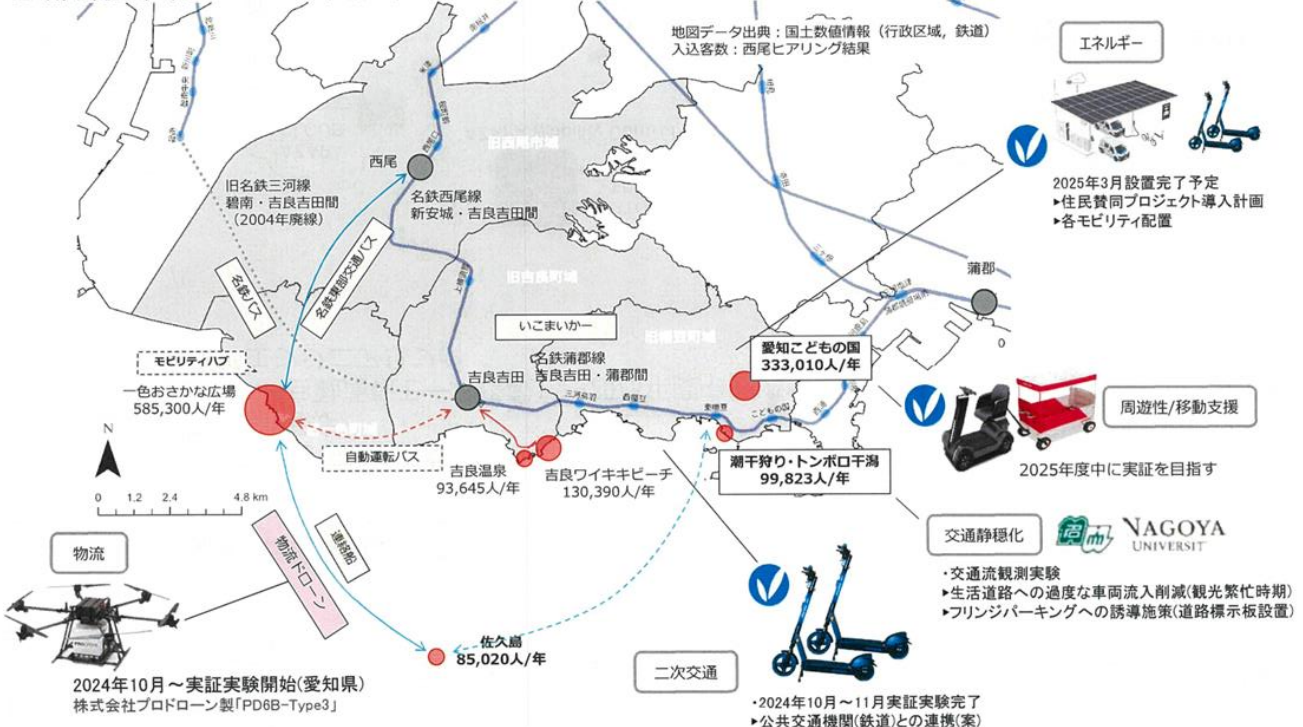 地図データ出典：国土数値情報（行政区域，鉄道）
入込客数：西尾ヒアリング結果
エネルギー
2025年3月設置完了予定
▶住民賛同プロジェクト導入計画
▶各モビリティ配置
旧西尾市域
西尾
旧名鉄三河線
碧南・吉良吉田間
（2004年廃線）
名鉄西尾線
新安城・吉良吉田間
名鉄バス
名鉄東部交通バス
旧吉良町域
蒲郡
いこまいかー
旧幡豆町域
モビリティハブ
一色おさかな広場
585,300人/年
吉良吉田
名鉄蒲郡線
吉良吉田・蒲郡間
三河鳥羽
西幡豆
東幡豆
こどもの国
西浦
愛知こどもの国
333,010人/年
周遊性/移動支援
2025年度中に実証を目指す
自動運転バス
吉良温泉
93,645人/年
吉良ワイキキビーチ
130,390人/年
潮干狩り・トンボロ干潟
99,823人/年
N
0 1.2 2.4 4.8 km
物流
物流ドローン
連絡船
交通静穏化
NAGOYA
UNIVERSIT
・交通流観測実験
▶生活道路への過度な車両流入削減(観光繁忙時期)
▶フリンジパーキングへの誘導施策(道路標示板設置)
佐久島
85,020人/年
二次交通
2024年10月～実証実験開始(愛知県)
株式会社プロドローン製「PD6B-Type3」
・2024年10月～11月実証実験完了
▶公共交通機関(鉄道)との連携(案)